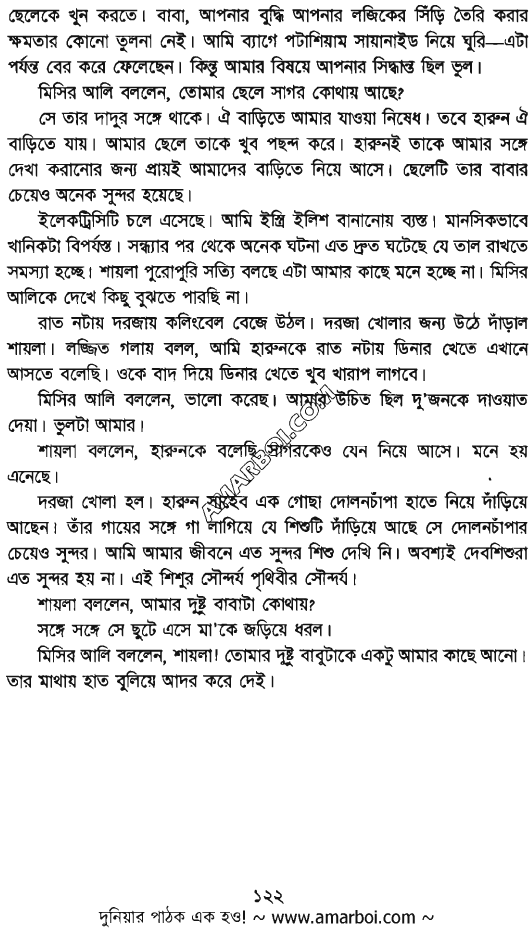 ছেলেকে খুন করতে। বাবা, আপনার বুদ্ধি আপনার লজিকের সিঁড়ি তৈরি করার
ক্ষমতার কোনো তুলনা নেই। আমি ব্যাগে পটাশিয়াম সায়ানাইড নিয়ে ঘুরি—এটা
পর্যন্ত বের করে ফেলেছেন। কিন্তু আমার বিষয়ে আপনার সিদ্ধান্ত ছিল ভুল।
মিসির আলি বললেন, তোমার ছেলে সাগর কোথায় আছে?
সে তার দাদুর সঙ্গে থাকে। ঐ বাড়িতে আমার যাওয়া নিষেধ। তবে হারুন ঐ
বাড়িতে যায়। আমার ছেলে তাকে খুব পছন্দ করে। হারুনই তাকে আমার সঙ্গে
দেখা করানোর জন্য প্রায়ই আমাদের বাড়িতে নিয়ে আসে। ছেলেটি তার বাবার
চেয়েও অনেক সুন্দর হয়েছে।
ইলেকট্রিসিটি চলে এসেছে। আমি ইস্ত্রি ইলিশ বানানোয় ব্যস্ত। মানসিকভাবে
খানিকটা বিপর্যস্ত। সন্ধ্যার পর থেকে অনেক ঘটনা এত দ্রুত ঘটেছে যে তাল রাখতে
সমস্যা হচ্ছে। শায়লা পুরোপুরি সত্যি বলছে এটা আমার কাছে মনে হচ্ছে না। মিসির
আলিকে দেখে কিছু বুঝতে পারছি না।
রাত নটায় দরজায় কলিংবেল বেজে উঠল। দরজা খোলার জন্য উঠে দাঁড়াল
শায়লা। লজ্জিত গলায় বলল, আমি হারুনকে রাত নটায় ডিনার খেতে এখানে
আসতে বলেছি। ওকে বাদ দিয়ে ডিনার খেতে খুব খারাপ লাগবে।
মিসির আলি বললেন, ভালো করেছ। আমার উচিত ছিল দু'জনকে দাওয়াত
দেয়া। ভুলটা আমার।
শায়লা বললেন, হারুনকে বলেছি সাগরকেও যেন নিয়ে আসে। মনে হয়
এনেছে।
দরজা খোলা হল। হারুন সাহেব এক গোছা দোলনচাঁপা হাতে নিয়ে দাঁড়িয়ে
আছেন। তাঁর গায়ের সঙ্গে গা লাগিয়ে যে শিশুটি দাঁড়িয়ে আছে সে দোলনচাঁপার
চেয়েও সুন্দর। আমি আমার জীবনে এত সুন্দর শিশু দেখি নি। অবশ্যই দেবশিশুরা
এত সুন্দর হয় না। এই শিশুর সৌন্দর্য পৃথিবীর সৌন্দর্য।
শায়লা বললেন, আমার দুষ্টু বাবাটা কোথায়?
সঙ্গে সঙ্গে সে ছুটে এসে মা'কে জড়িয়ে ধরল।
মিসির আলি বললেন, শায়লা! তোমার দুষ্টু বাবুটাকে একটু আমার কাছে আনো।
তার মাথায় হাত বুলিয়ে আদর করে দেই।
AMARBOI.COM
১২২
দুনিয়ার পাঠক এক হও! ~ www.amarboi.com ~